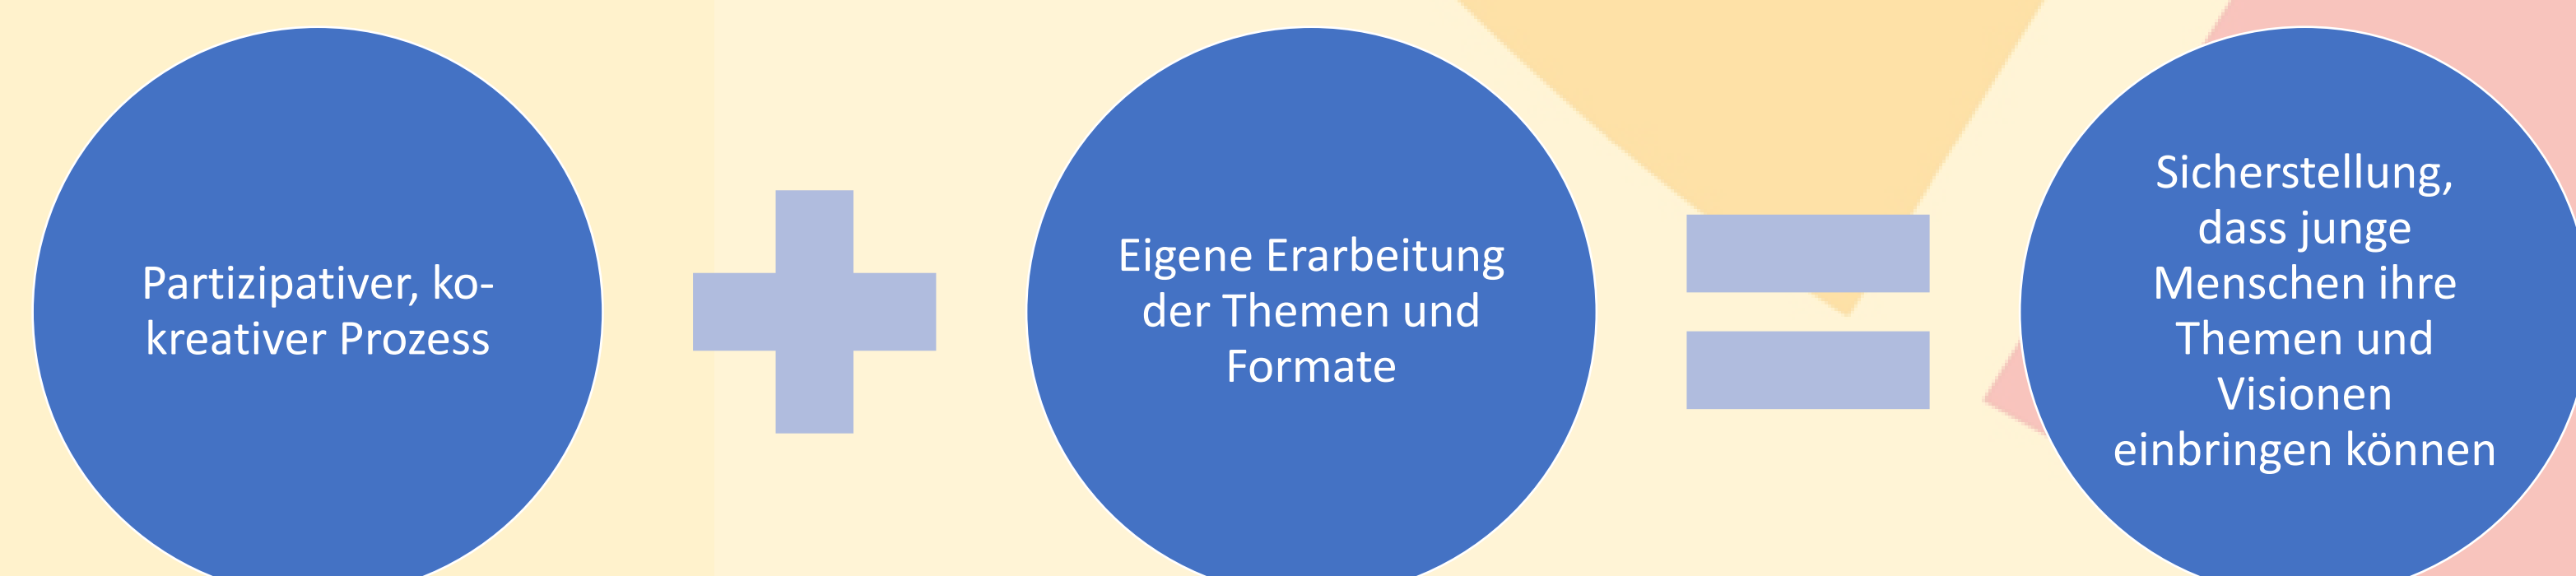 Partizipativer, ko-
kreativer Prozess
Eigene Erarbeitung
der Themen und
Formate
Sicherstellung,
dass junge
Menschen ihre
Themen und
Visionen
einbringen können